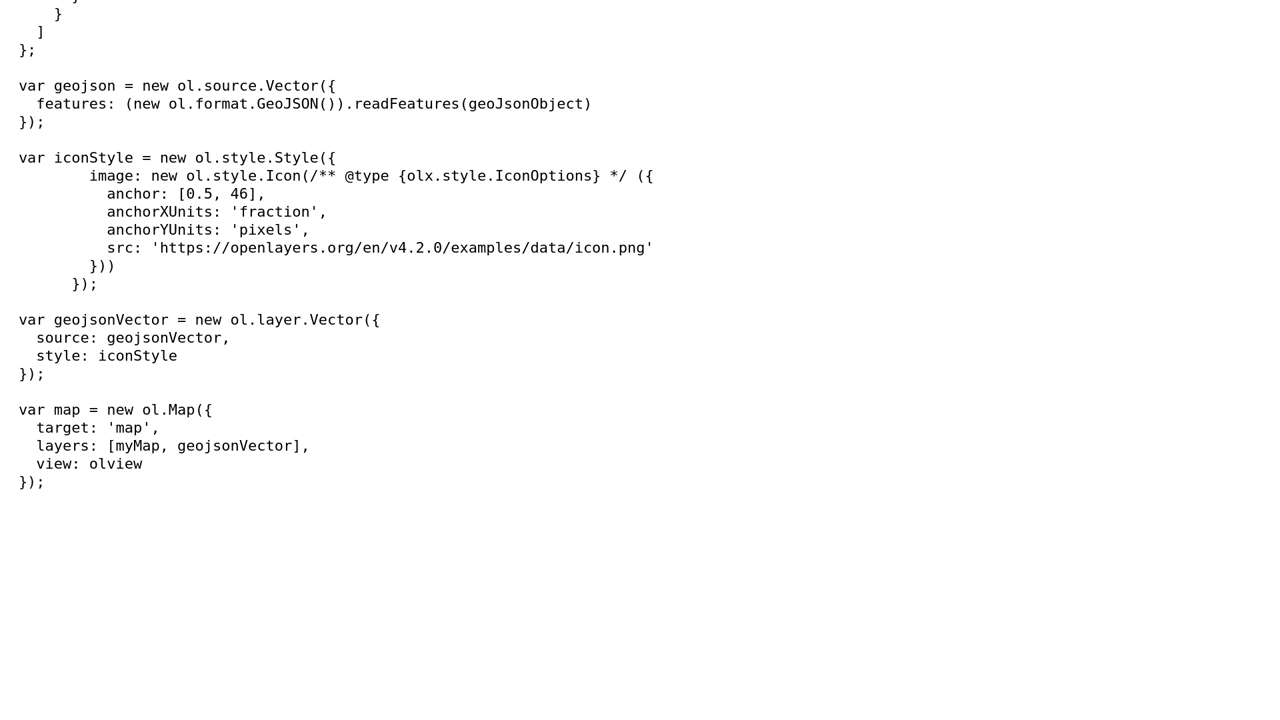 }
  ]
};

var geojson = new ol.source.Vector({
  features: (new ol.format.GeoJSON()).readFeatures(geoJsonObject)
});

var iconStyle = new ol.style.Style({
        image: new ol.style.Icon(/** @type {olx.style.IconOptions} */ ({
          anchor: [0.5, 46],
          anchorXUnits: 'fraction',
          anchorYUnits: 'pixels',
          src: 'https://openlayers.org/en/v4.2.0/examples/data/icon.png'
        }))
      });

var geojsonVector = new ol.layer.Vector({
  source: geojsonVector,
  style: iconStyle
});

var map = new ol.Map({
  target: 'map',
  layers: [myMap, geojsonVector],
  view: olview
});